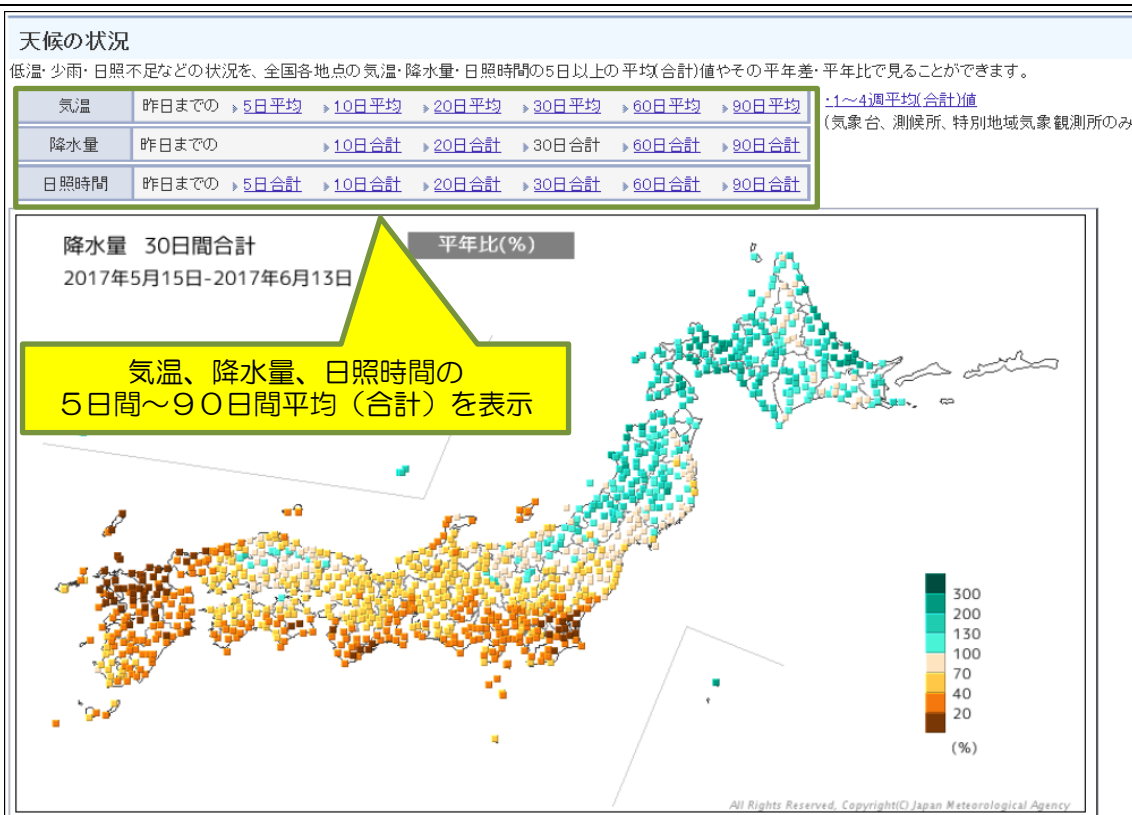 天候の状況
低温･少雨･日照不足などの状況を、全国各地点の気温･降水量･日照時間の5日以上の平均(合計)値やその平年差･平年比で見ることができます。
気温 昨日までの 5日平均 10日平均 20日平均 30日平均 60日平均 90日平均
･1～4週平均(合計)値
(気象台、測候所、特別地域気象観測所のみ
降水量 昨日までの 10日合計 20日合計 30日合計 60日合計 90日合計
日照時間 昨日までの 5日合計 10日合計 20日合計 30日合計 60日合計 90日合計
降水量 30日間合計
平年比(%)
2017年5月15日-2017年6月13日
気温、降水量、日照時間の
５日間～９０日間平均（合計）を表示
300
200
130
100
70
40
20
(%)
All Rights Reserved, Copyright(C) Japan Meteorological Agency